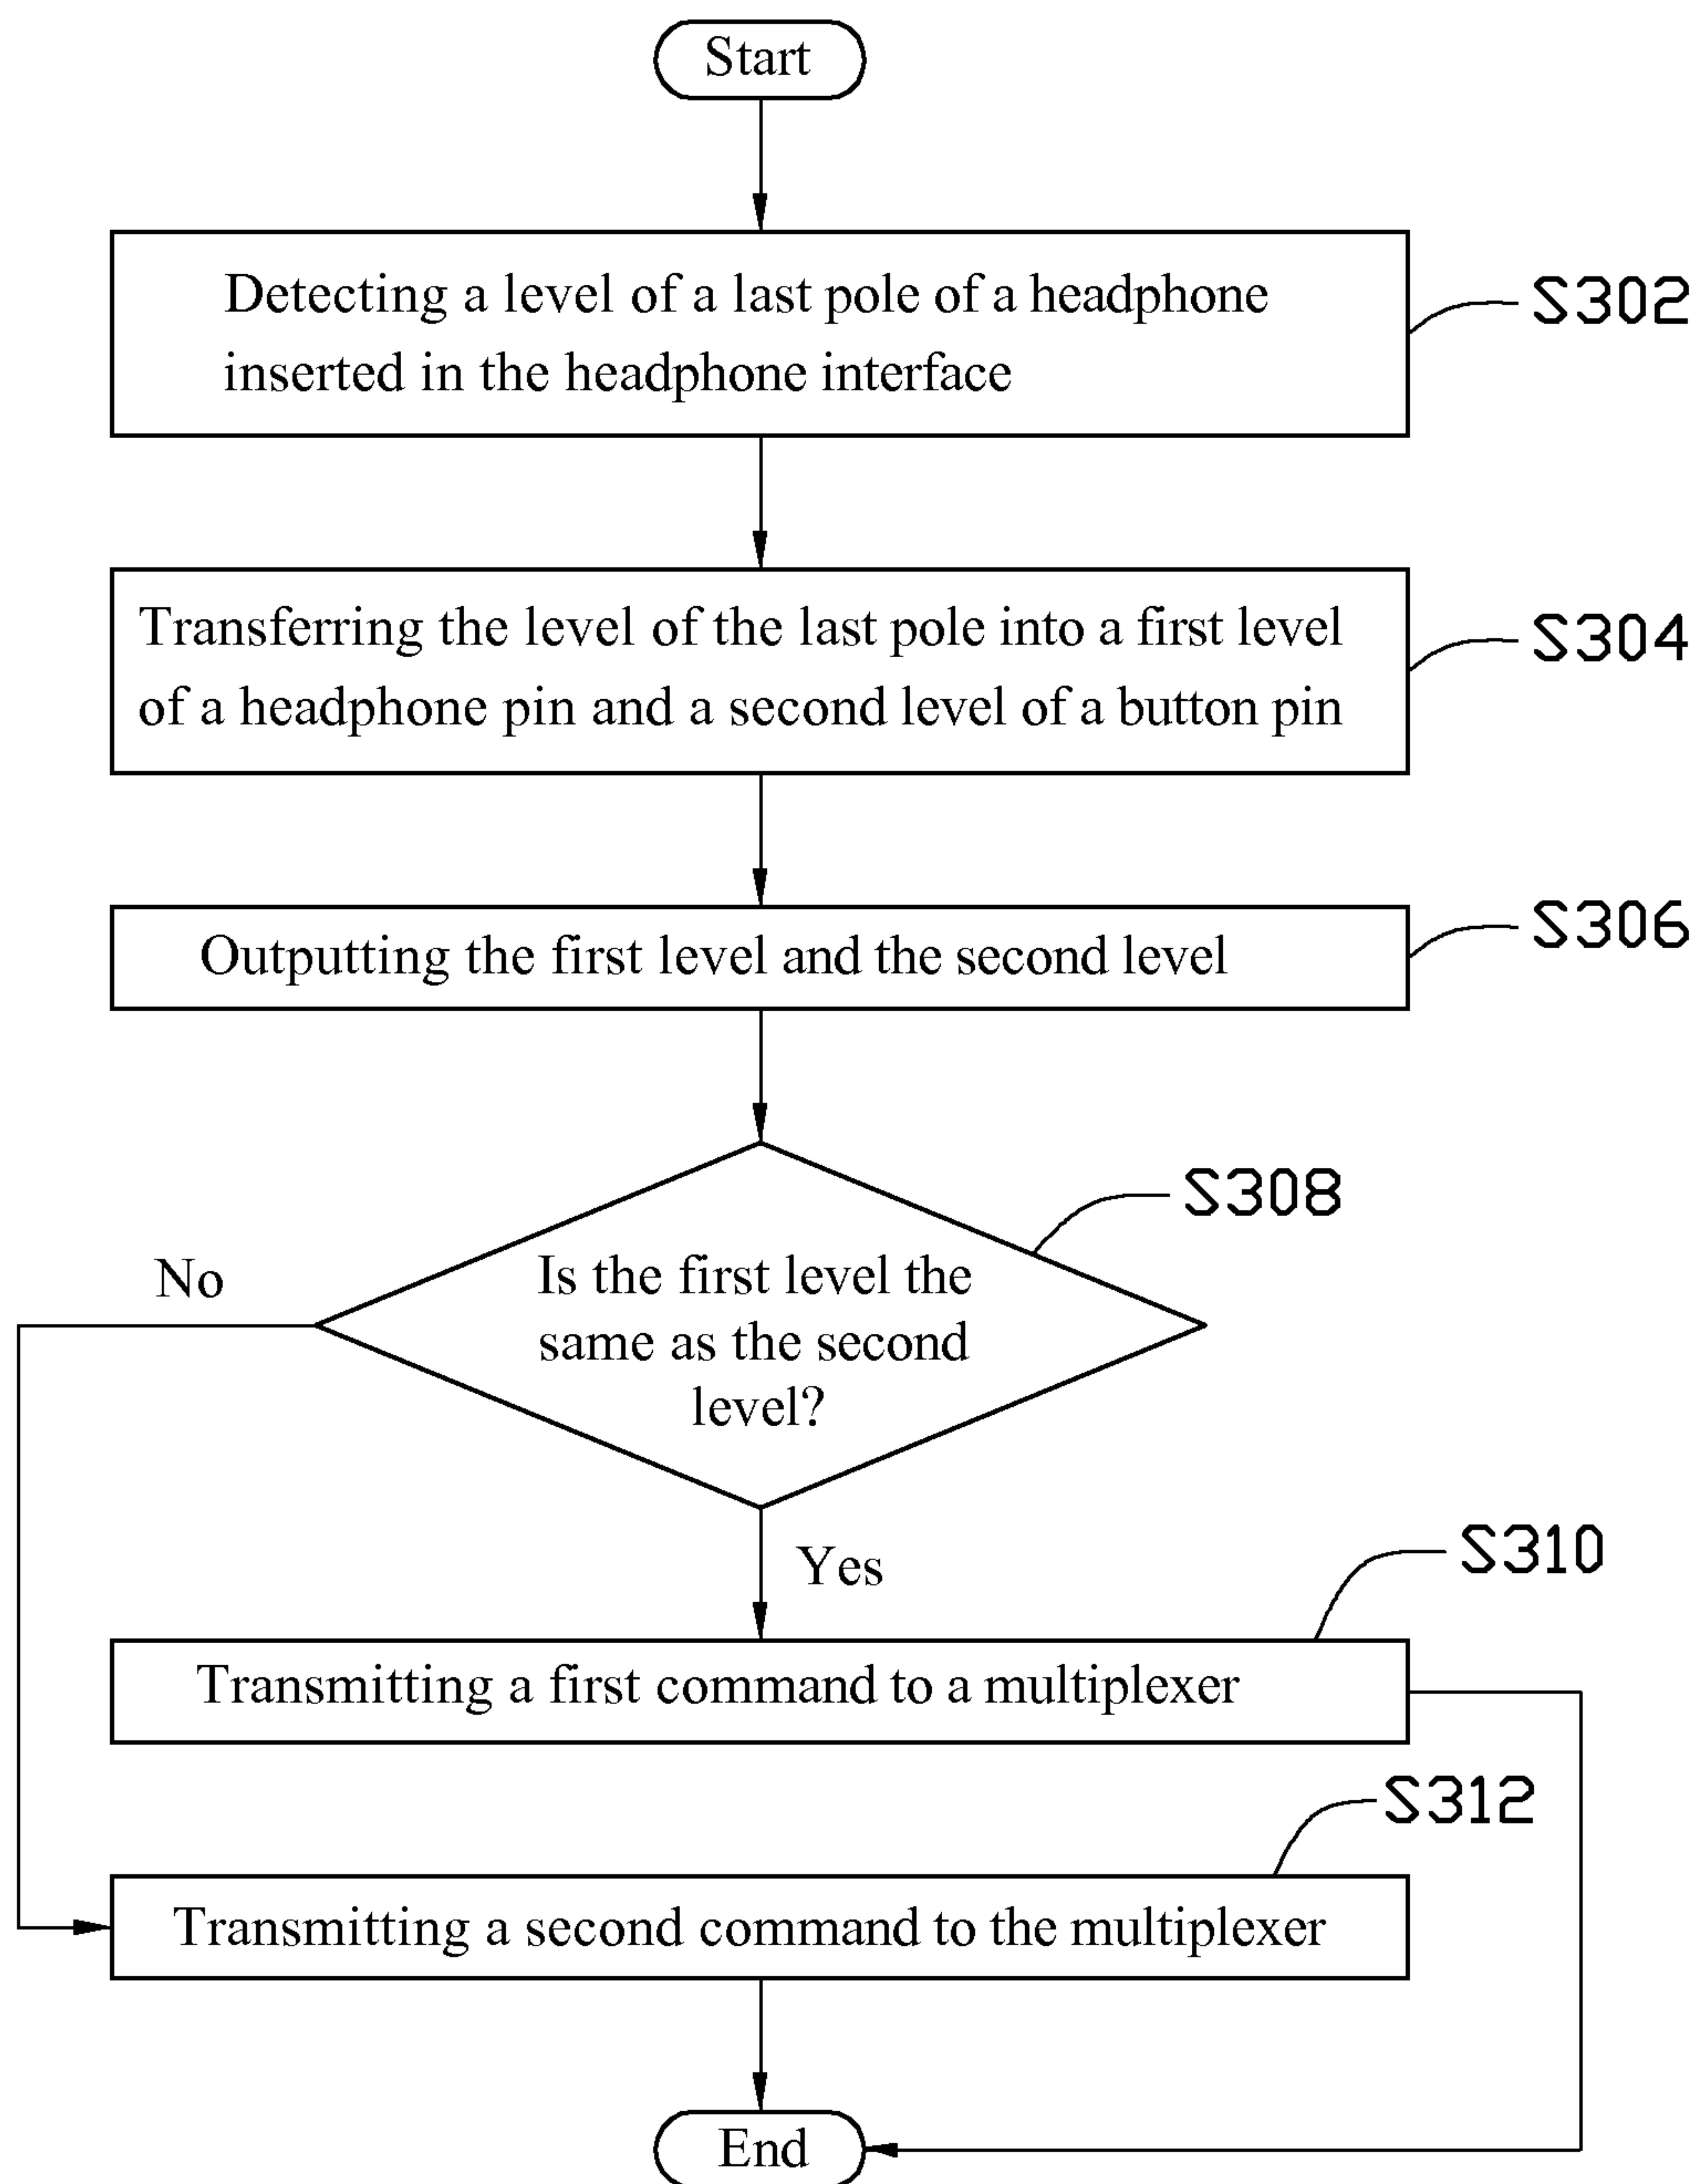 Start
Detecting a level of a last pole of a headphone
inserted in the headphone interface
S302
Transferring the level of the last pole into a first level
of a headphone pin and a second level of a button pin
S304
Outputting the first level and the second level
S306
Is the first level the
same as the second
level?
S308
No
Yes
Transmitting a first command to a multiplexer
S310
Transmitting a second command to the multiplexer
S312
End